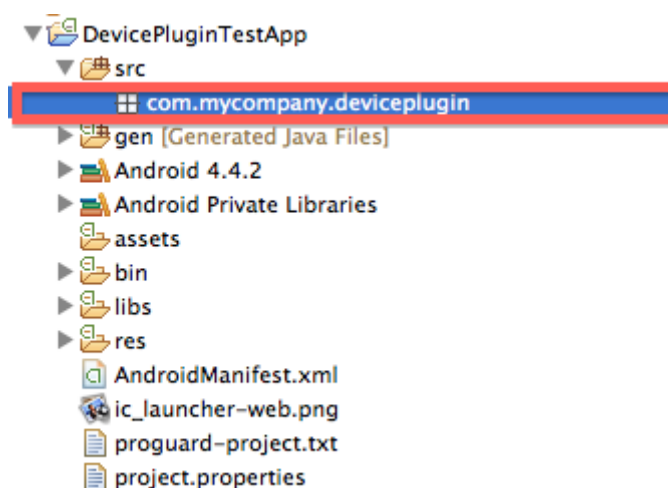 DevicePluginTestApp
src
com.mycompany.deviceplugin
gen [Generated Java Files]
Android 4.4.2
Android Private Libraries
assets
bin
libs
res
AndroidManifest.xml
ic_launcher-web.png
proguard-project.txt
project.properties